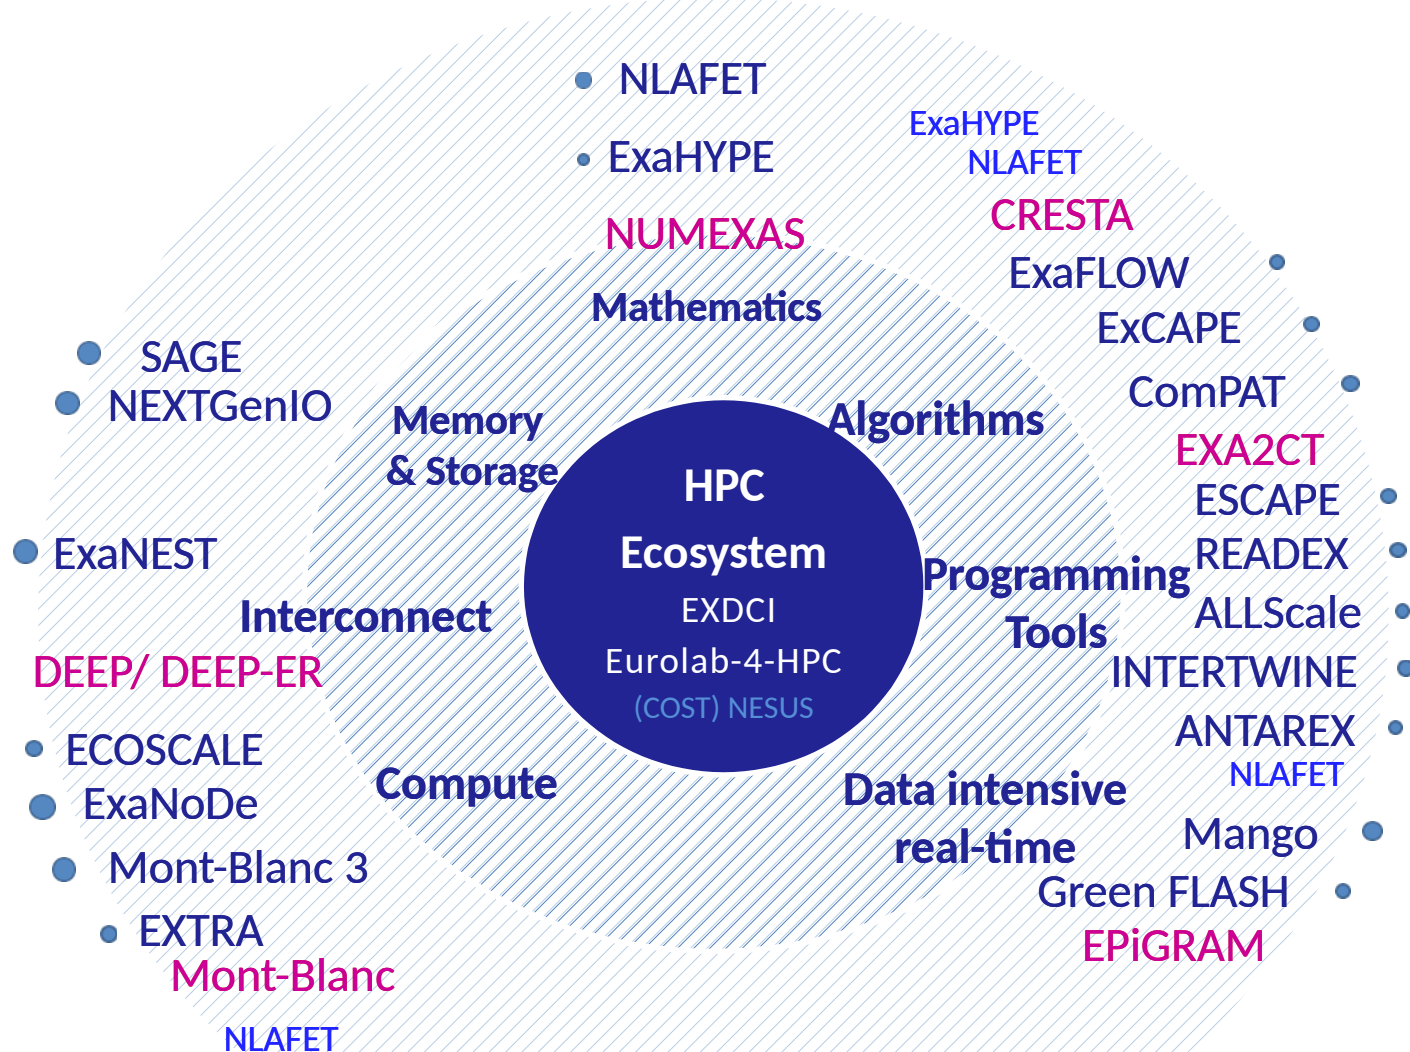 NLAFET
ExaHYPE
NUMEXAS
Mathematics
ExaHYPE
NLAFET
CRESTA
ExaFLOW
ExCAPE
ComPAT
EXA2CT
Algorithms
SAGE
NEXTGenIO
Memory
& Storage
HPC
Ecosystem
EXDCI
Eurolab-4-HPC
(COST) NESUS
ESCAPE
READEX
Programming
Tools
ALLScale
INTERTWINE
ANTAREX
NLAFET
ExaNEST
Interconnect
DEEP/ DEEP-ER
ECOSCALE
ExaNoDe
Compute
Mont-Blanc 3
EXTRA
Mont-Blanc
NLAFET
Data intensive
real-time
Mango
Green FLASH
EPiGRAM